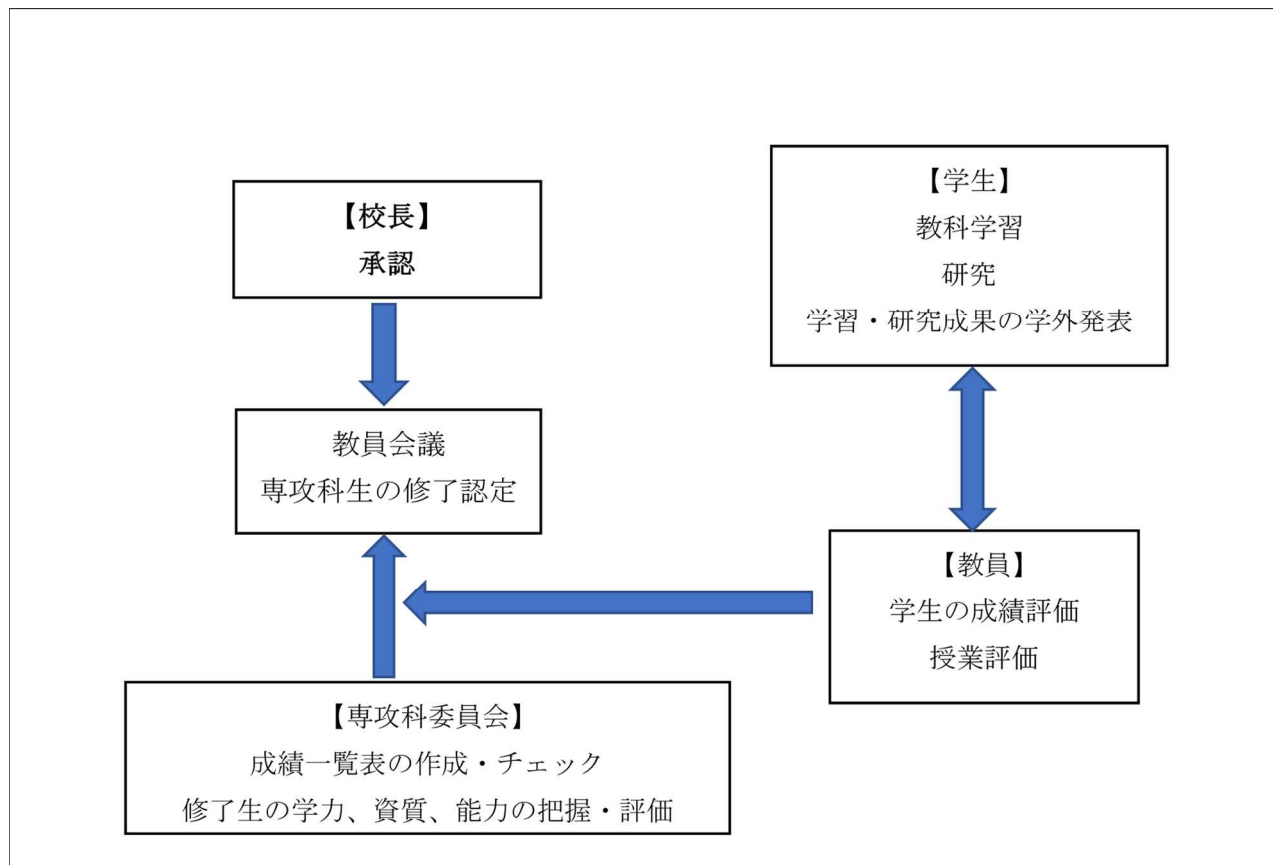 【校長】
承認
【学生】
教科学習
研究
学習・研究成果の学外発表
教員会議
専攻科生の修了認定
【教員】
学生の成績評価
授業評価
【専攻科委員会】
成績一覧表の作成・チェック
修了生の学力、資質、能力の把握・評価